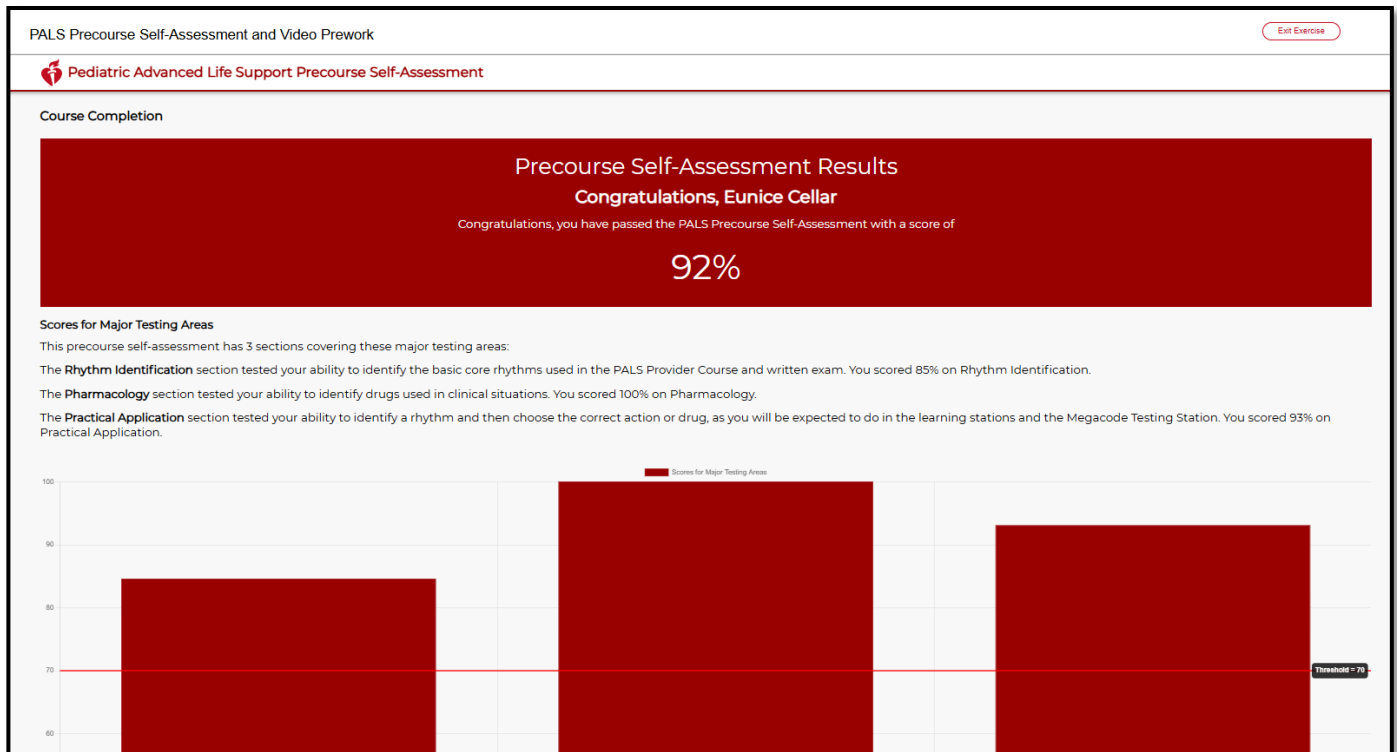 PALS Precourse Self-Assessment and Video Prework
Exit Exercise
Pediatric Advanced Life Support Precourse Self-Assessment
Course Completion
Precourse Self-Assessment Results
Congratulations, Eunice Cellar
Congratulations, you have passed the PALS Precourse Self-Assessment with a score of
92%
Scores for Major Testing Areas
This precourse self-assessment has 3 sections covering these major testing areas:
The Rhythm Identification section tested your ability to identify the basic core rhythms used in the PALS Provider Course and written exam. You scored 85% on Rhythm Identification.
The Pharmacology section tested your ability to identify drugs used in clinical situations. You scored 100% on Pharmacology.
The Practical Application section tested your ability to identify a rhythm and then choose the correct action or drug, as you will be expected to do in the learning stations and the Megacode Testing Station. You scored 93% on
Practical Application.
Scores for Major Testing Areas
100
90
80
70
Threshold = 70
60